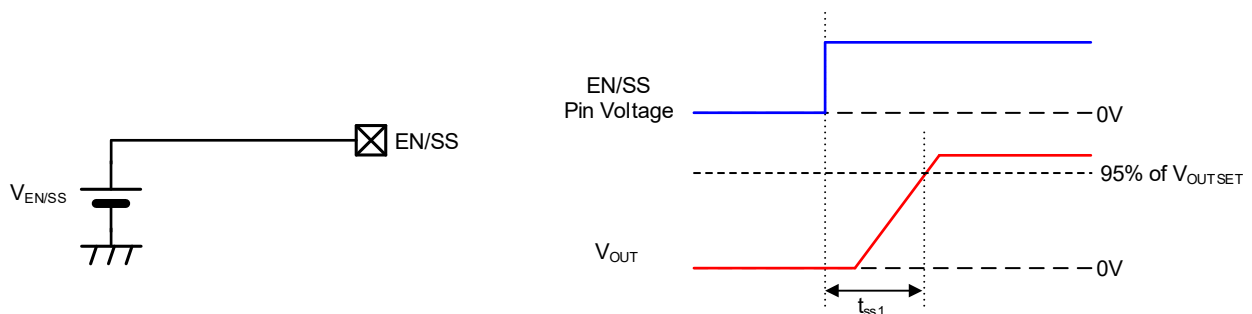 EN/SS
V_EN/SS
EN/SS
Pin Voltage
0V
95% of V_OUTSET
V_OUT
0V
t_ss1